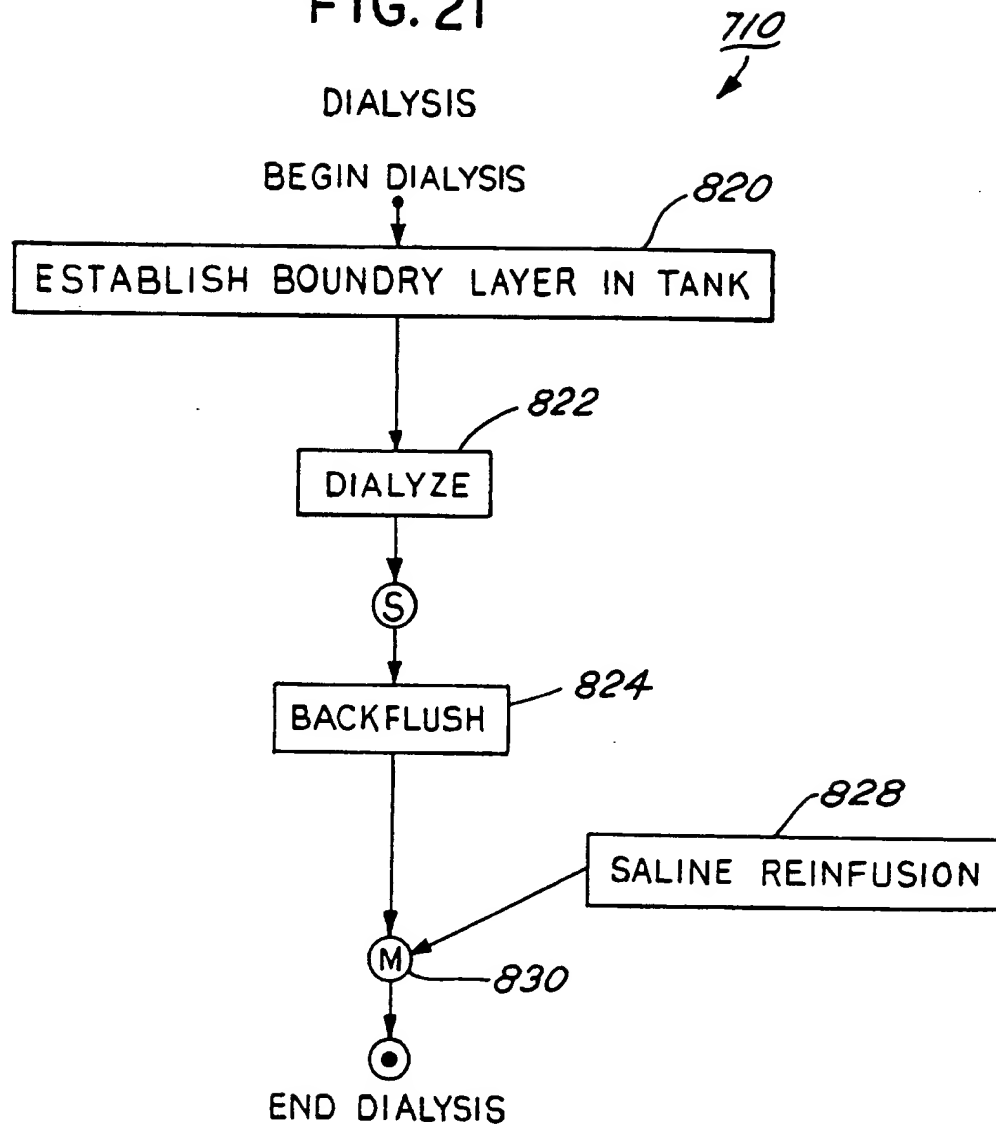 FIG. 21
710
DIALYSIS
BEGIN DIALYSIS
820
ESTABLISH BOUNDRY LAYER IN TANK
822
DIALYZE
S
824
BACKFLUSH
828
SALINE REINFUSION
M
830
END DIALYSIS